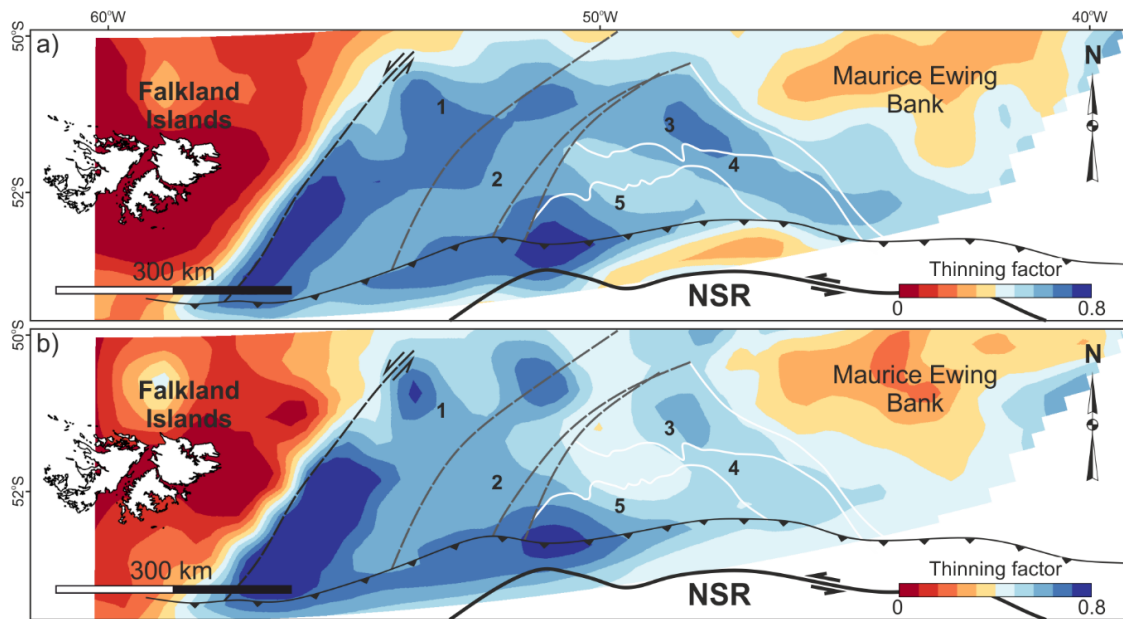 60°W 50°W 40°W
50°S
a)
N
Falkland
Islands
Maurice Ewing
Bank
1
3
4
2
5
52°S
300 km
NSR
Thinning factor
0 0.8
50°S
b)
N
Falkland
Islands
Maurice Ewing
Bank
1
3
4
2
5
52°S
300 km
NSR
Thinning factor
0 0.8